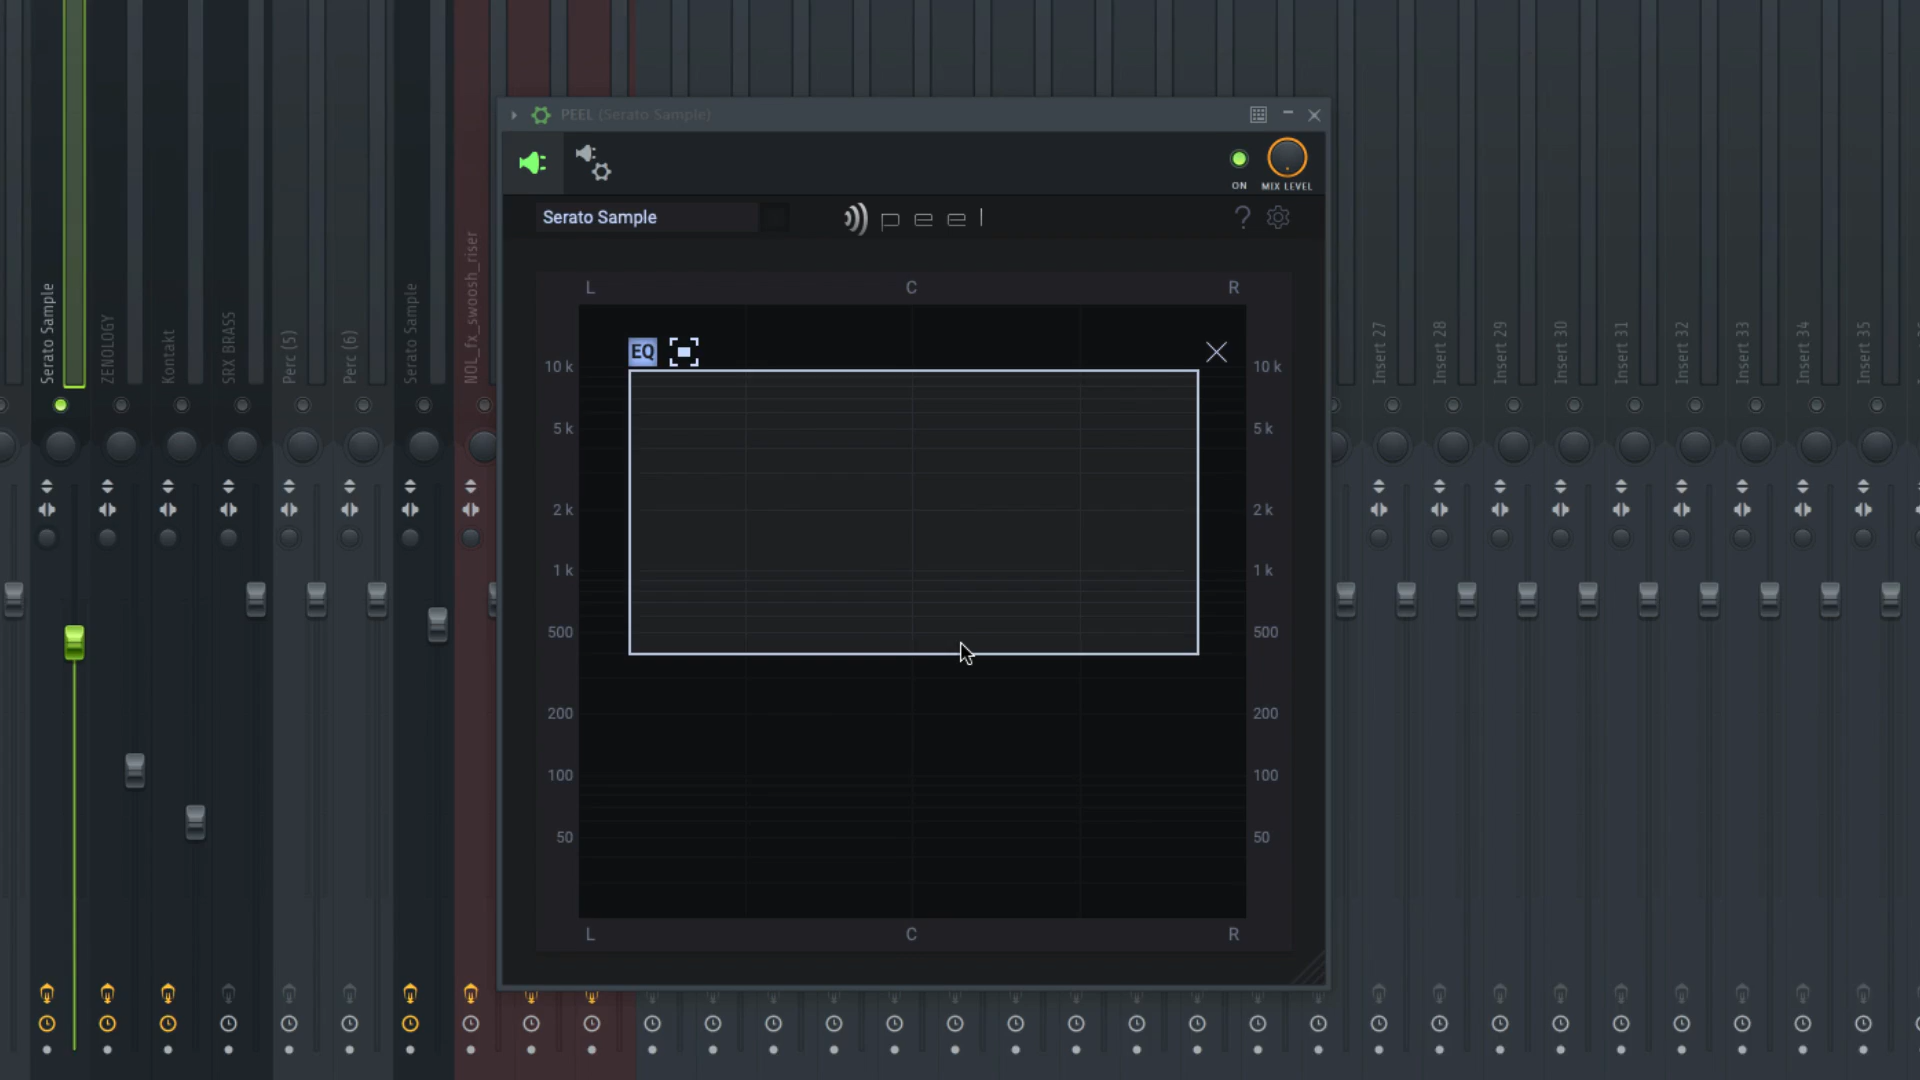 PEEL (Serato Sample)
ON
MIX LEVEL
Serato Sample
peel
?
L C R
EQ
10 k 10 k
5 k 5 k
2 k 2 k
1 k 1 k
500 500
200 200
100 100
50 50
L C R
Serato Sample
ZENOLOGY
Kontakt
SRX BRASS
Perc (5)
Perc (6)
Serato Sample
NOL_fx_swoosh_riser
Insert 27
Insert 28
Insert 29
Insert 30
Insert 31
Insert 32
Insert 33
Insert 34
Insert 35